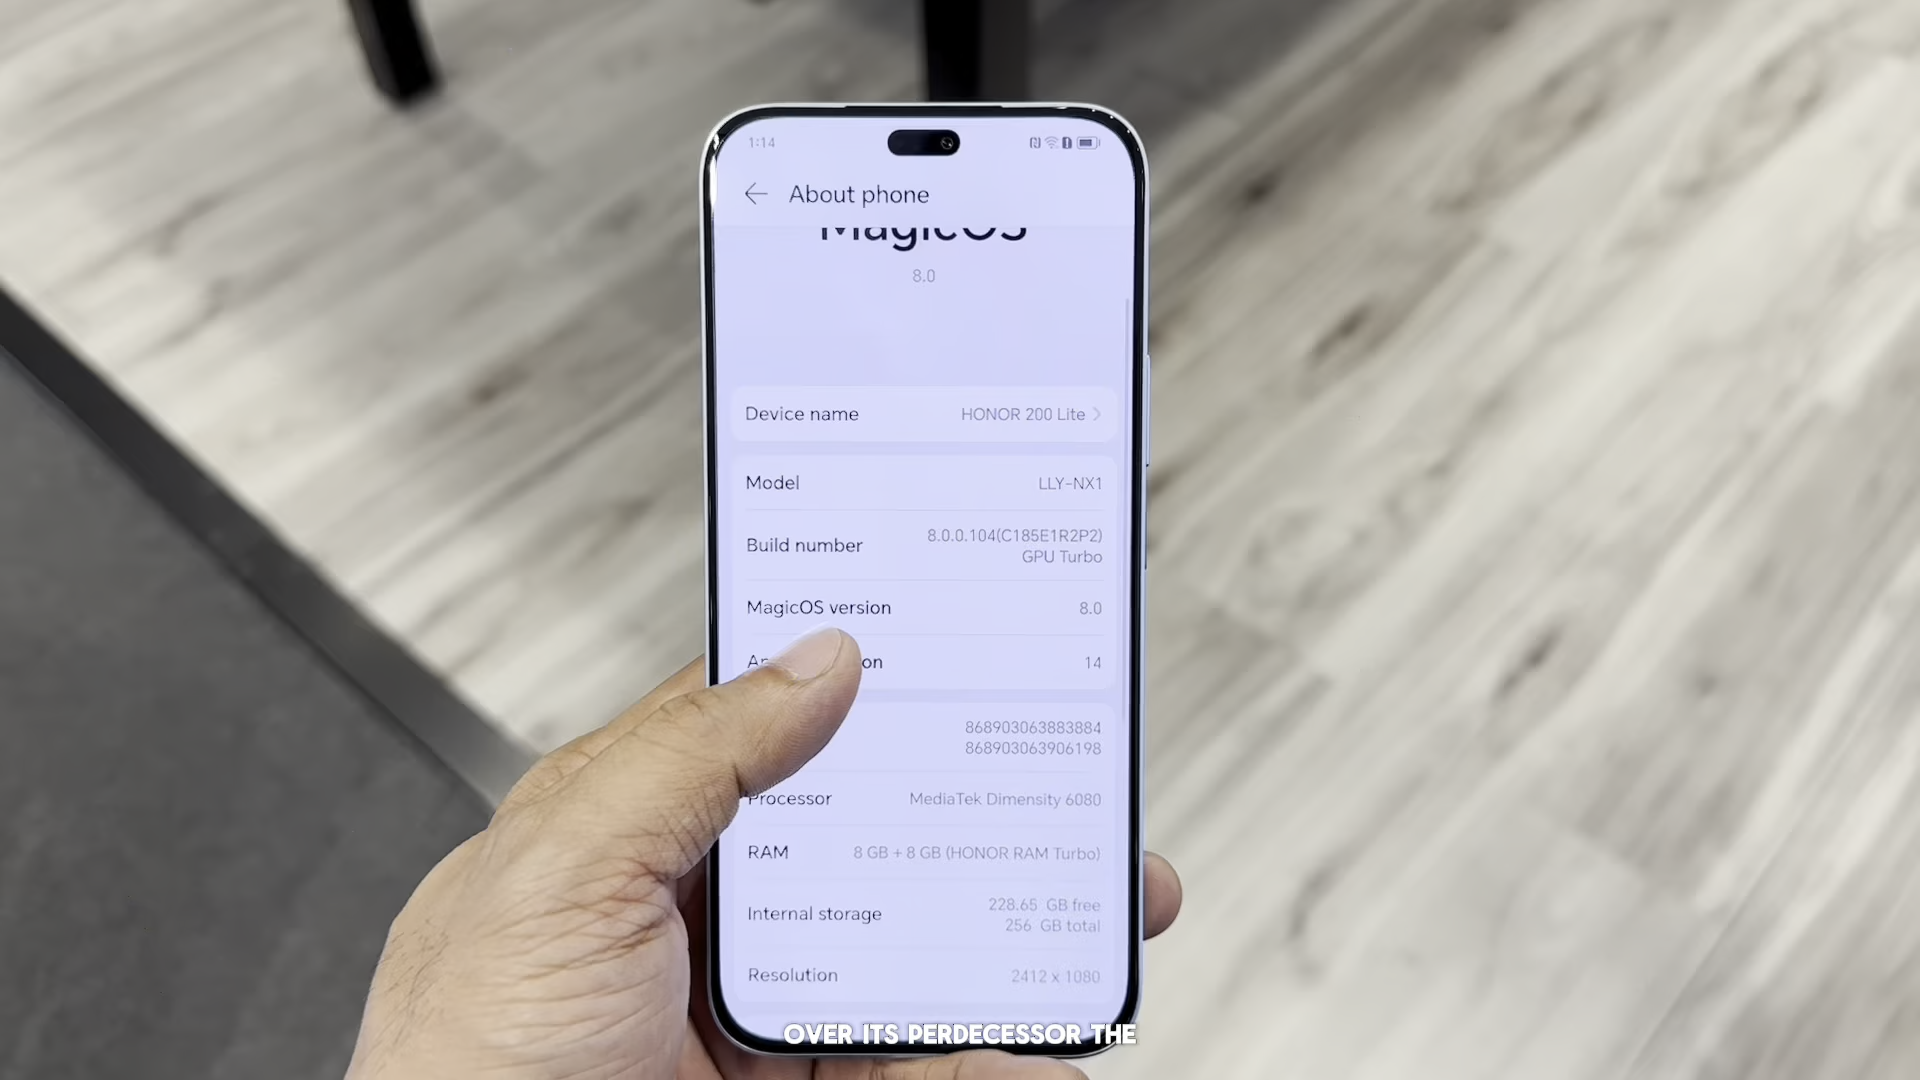 1:14
About phone
MagicOS
8.0
Device name HONOR 200 Lite
Model LLY-NX1
Build number 8.0.0.104(C185E1R2P2)
GPU Turbo
MagicOS version 8.0
14
868903063883884
868903063906198
Processor MediaTek Dimensity 6080
RAM 8 GB + 8 GB (HONOR RAM Turbo)
Internal storage 228.65 GB free
256 GB total
Resolution 2412 x 1080
OVER ITS PERDECESSOR THE